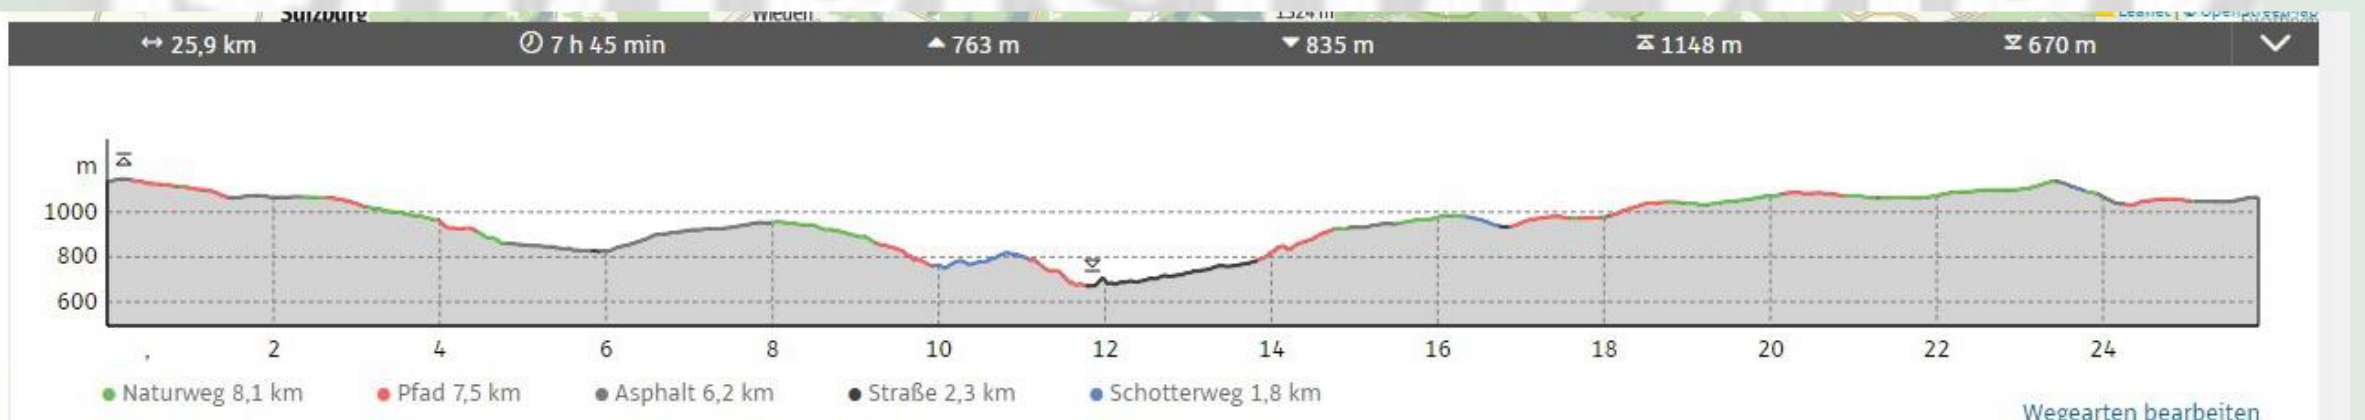 Sulzburg Wieden 1324 m Leaflet | © OpenStreetMap
25,9 km 7 h 45 min 763 m 835 m 1148 m 670 m
m
1000
800
600
, 2 4 6 8 10 12 14 16 18 20 22 24
Naturweg 8,1 km Pfad 7,5 km Asphalt 6,2 km Straße 2,3 km Schotterweg 1,8 km
Wegearten bearbeiten